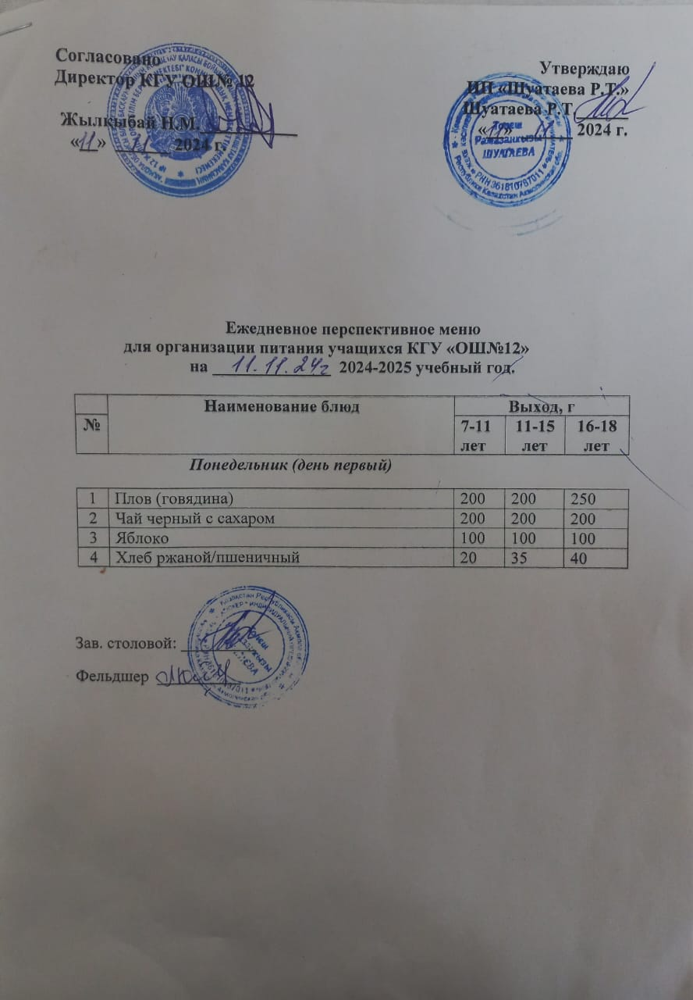 Согласовано
Директор КГУ ОШ№ 12
Жылкыбай Н.М.
«11» 11 2024 г.
Утверждаю
ИП «Шуатаева Р.Т.»
Шуатаева Р.Т
«11» 11 2024 г.
РНН 361810787011
ШУАТАЕВА
Ежедневное перспективное меню
для организации питания учащихся КГУ «ОШ№12»
на 11.11.24г 2024-2025 учебный год.
№ Наименование блюд Выход, г
7-11 лет 11-15 лет 16-18 лет
Понедельник (день первый)
1 Плов (говядина) 200 200 250
2 Чай черный с сахаром 200 200 200
3 Яблоко 100 100 100
4 Хлеб ржаной/пшеничный 20 35 40
Зав. столовой:
Фельдшер